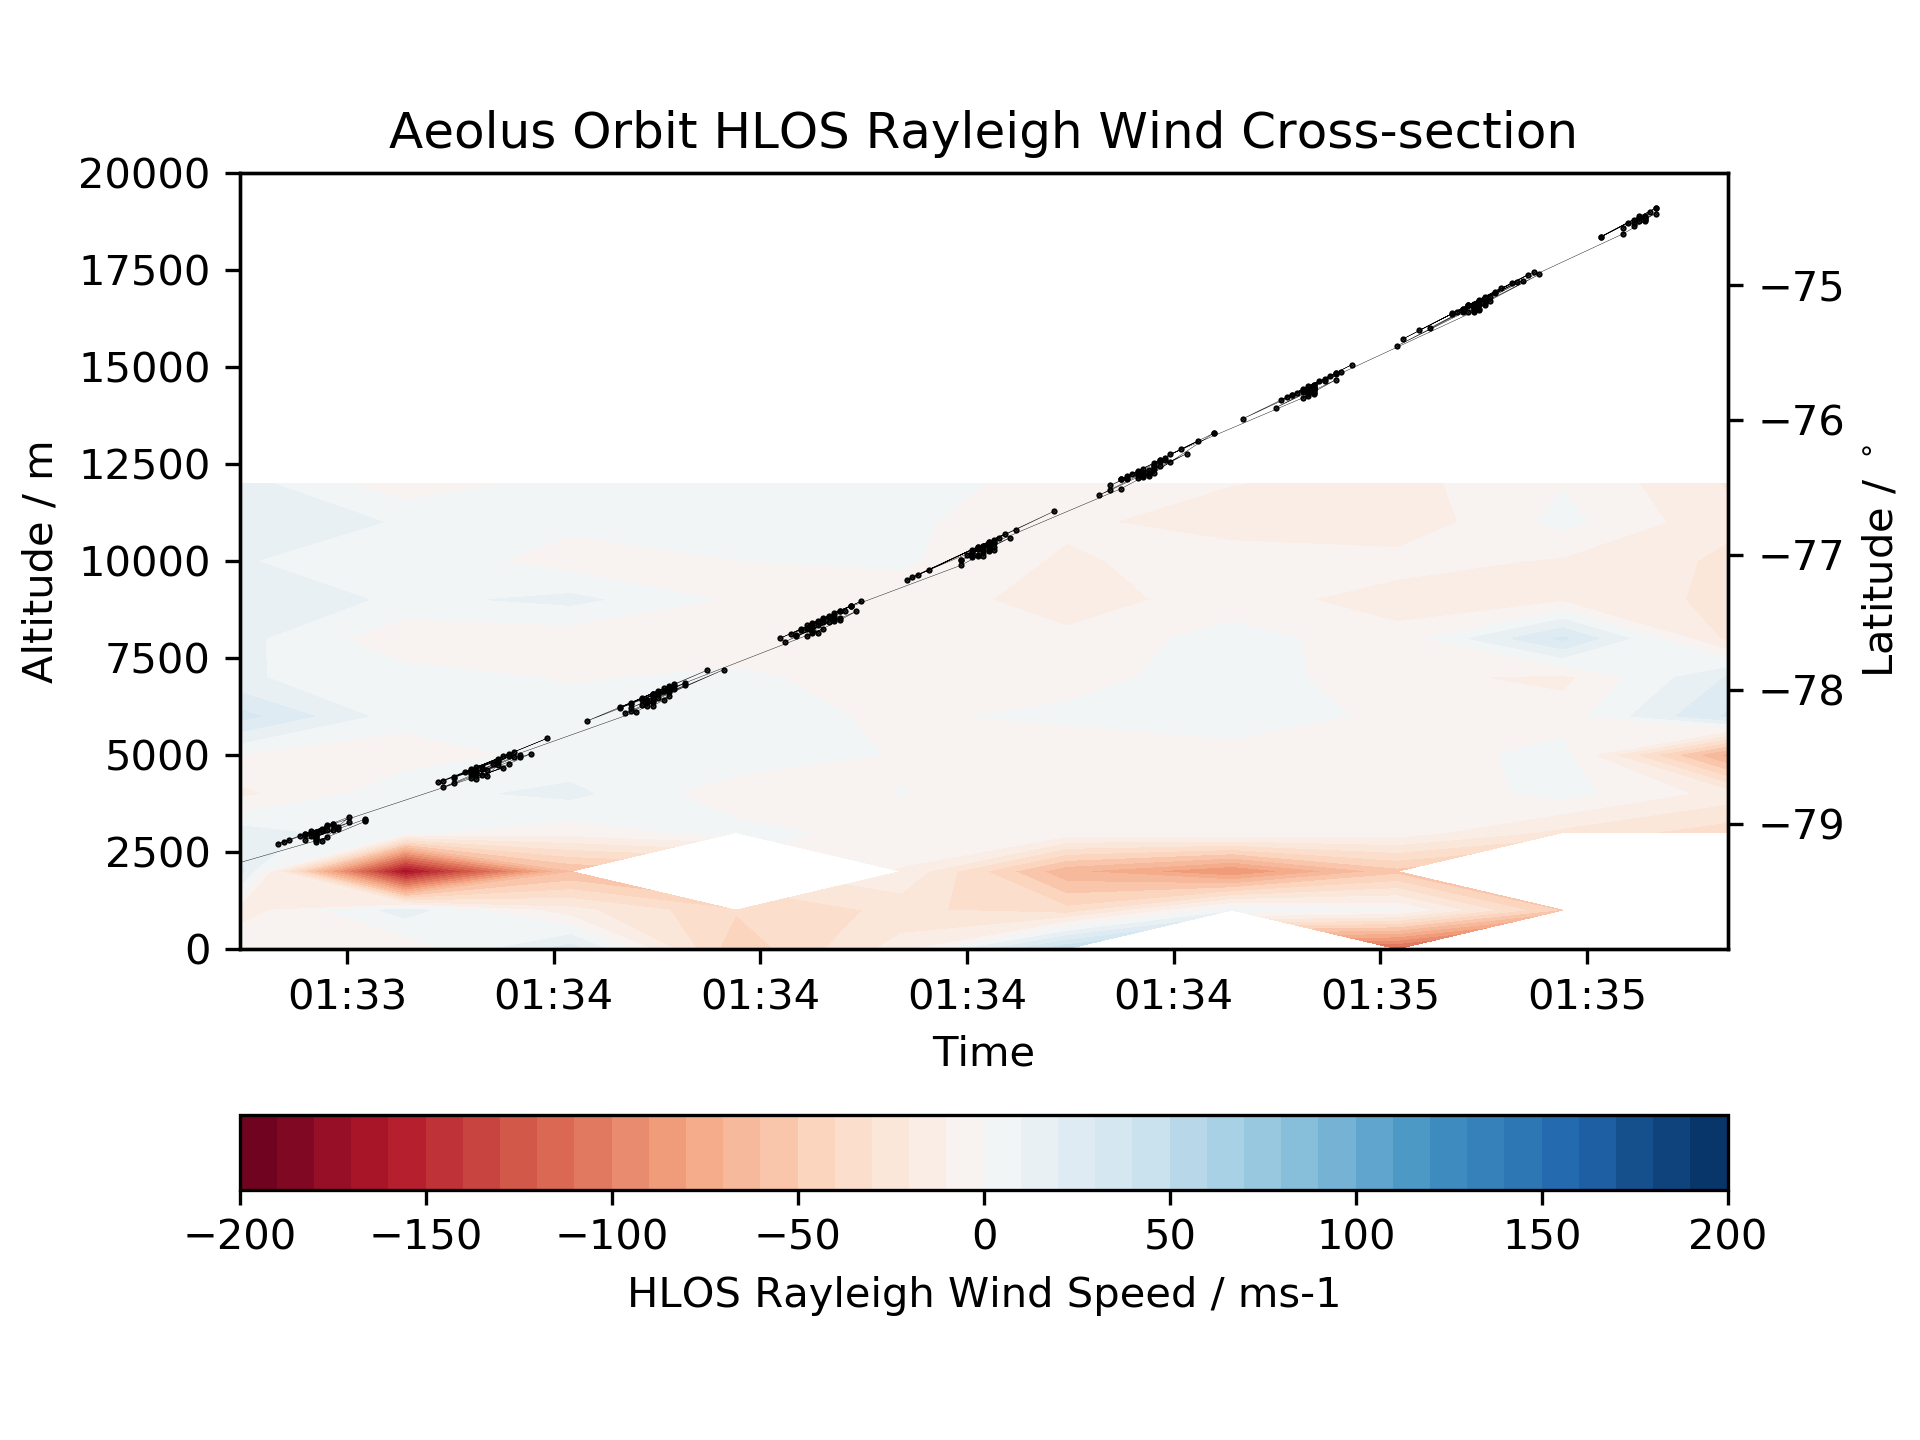 Aeolus Orbit HLOS Rayleigh Wind Cross-section
20000
17500
15000
12500
10000
7500
5000
2500
0
Altitude / m
−75
−76
−77
−78
−79
Latitude / °
01:33 01:34 01:34 01:34 01:34 01:35 01:35
Time
−200 −150 −100 −50 0 50 100 150 200
HLOS Rayleigh Wind Speed / ms-1